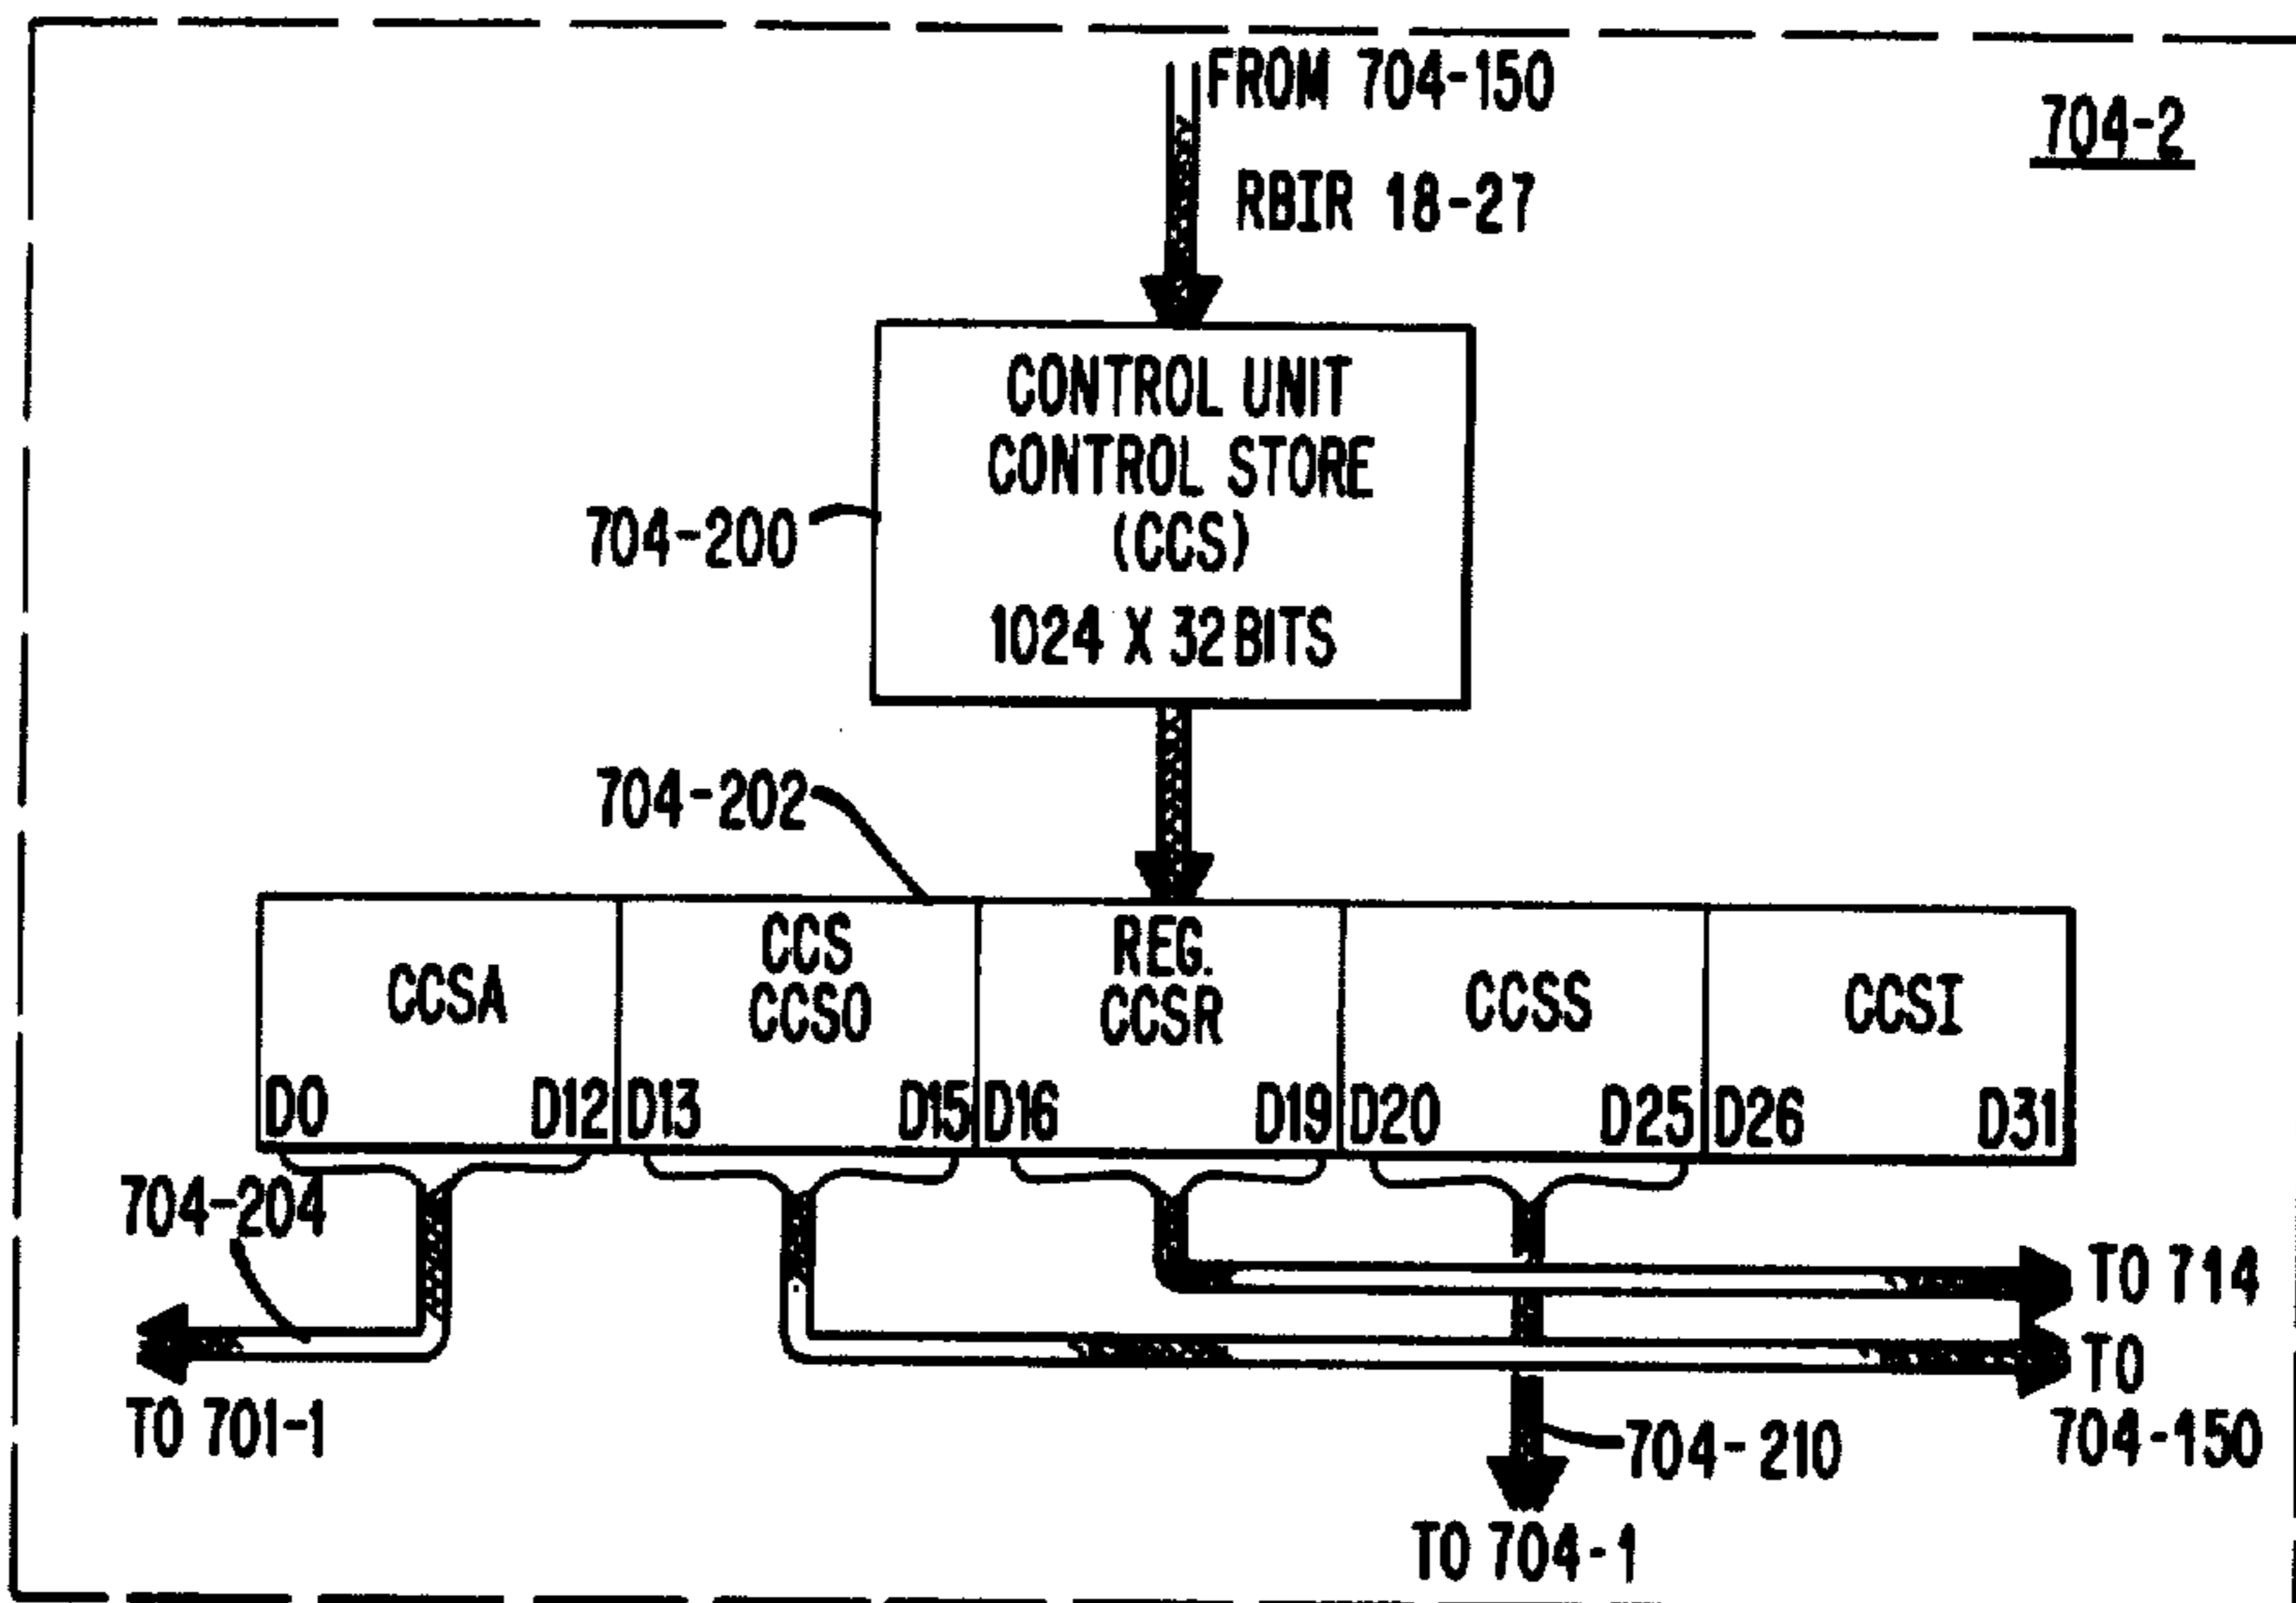 FROM 704-150
704-2
RBIR 18-27
CONTROL UNIT
CONTROL STORE
(CCS)
1024 X 32 BITS
704-200
704-202
CCSA
CCS
CCSO
REG.
CCSR
CCSS
CCSI
D0
D12
D13
D15
D16
D19
D20
D25
D26
D31
704-204
TO 701-1
TO 714
TO
704-150
704-210
TO 704-1